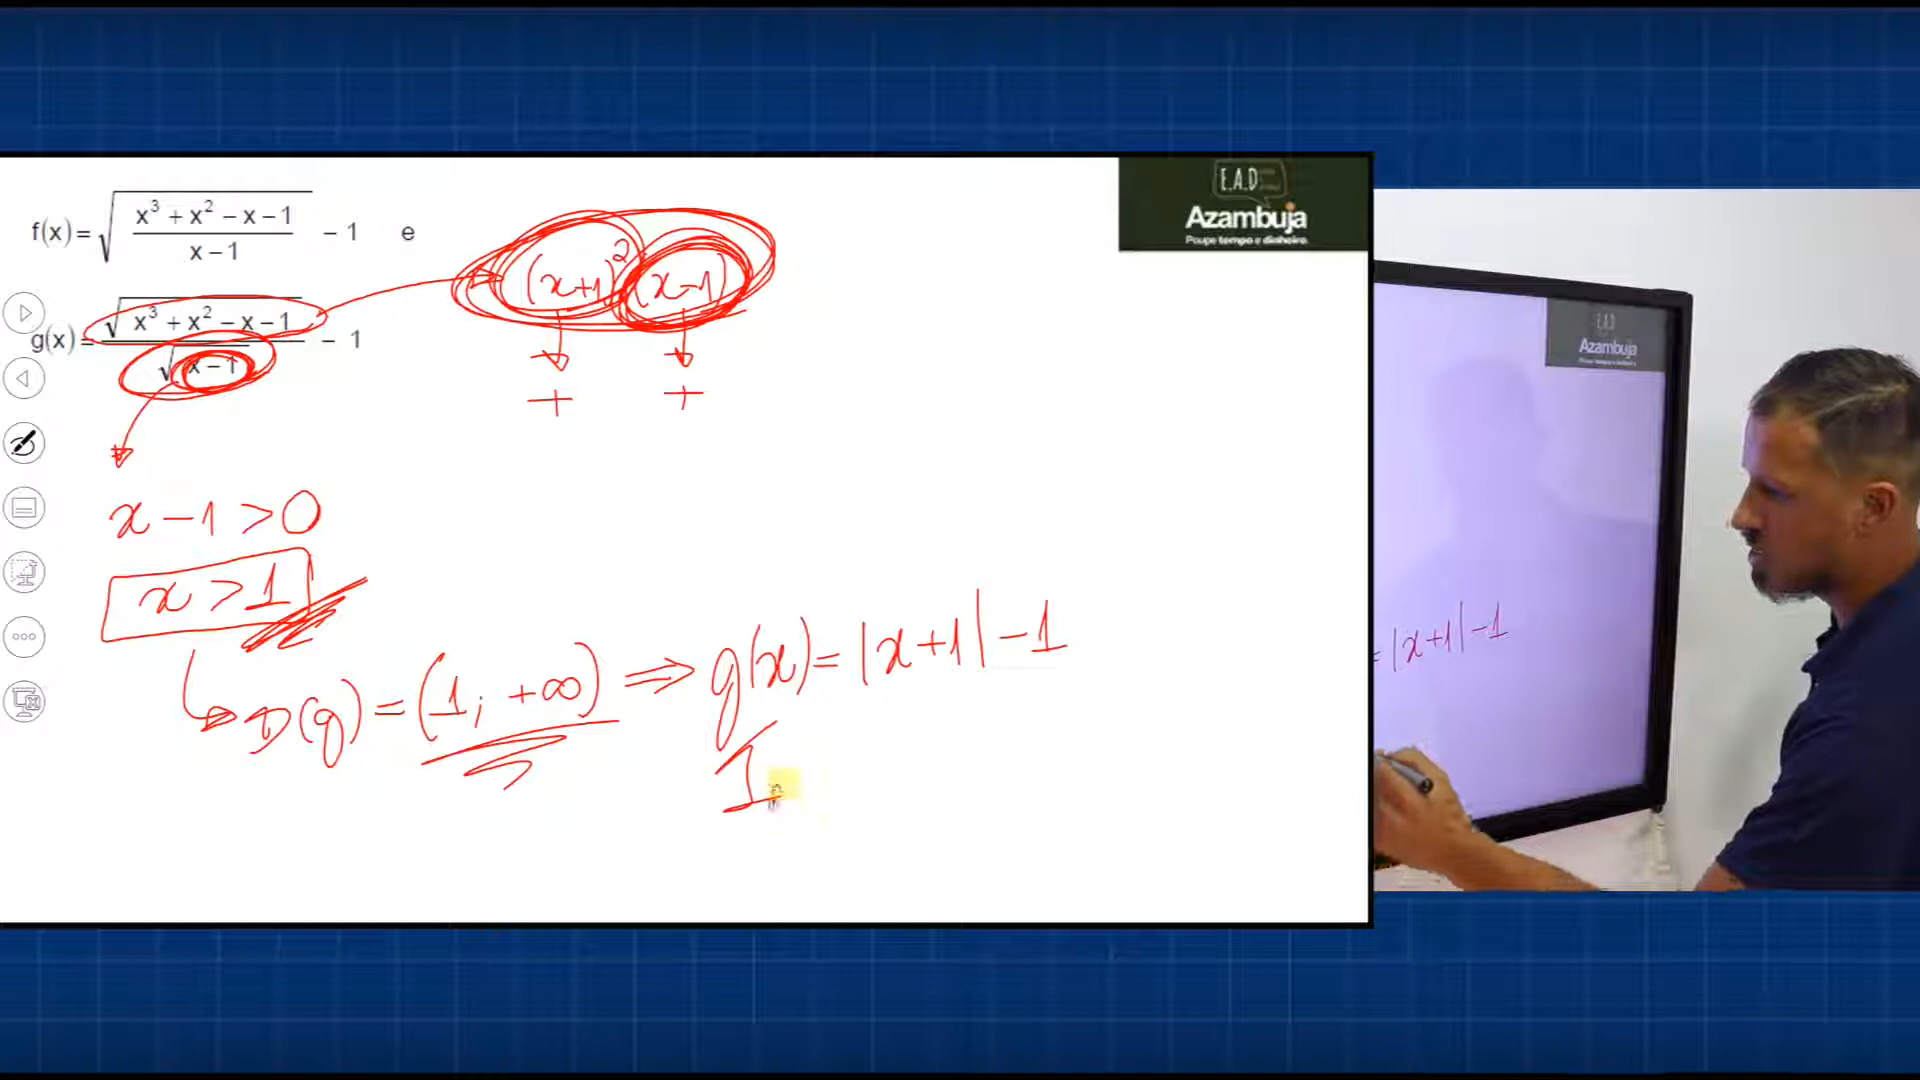 f(x) = √((x³ + x² − x − 1)/(x − 1)) − 1 e
g(x) = √(x³ + x² − x − 1)/√(x − 1) − 1
(x+1)² (x−1)
+ +
x − 1 > 0
x > 1
D(g) = (1; +∞) ⇒ g(x) = |x+1| − 1
I
E.A.D
Azambuja
Poupe tempo e dinheiro.
E.A.D
Azambuja
= |x+1| − 1